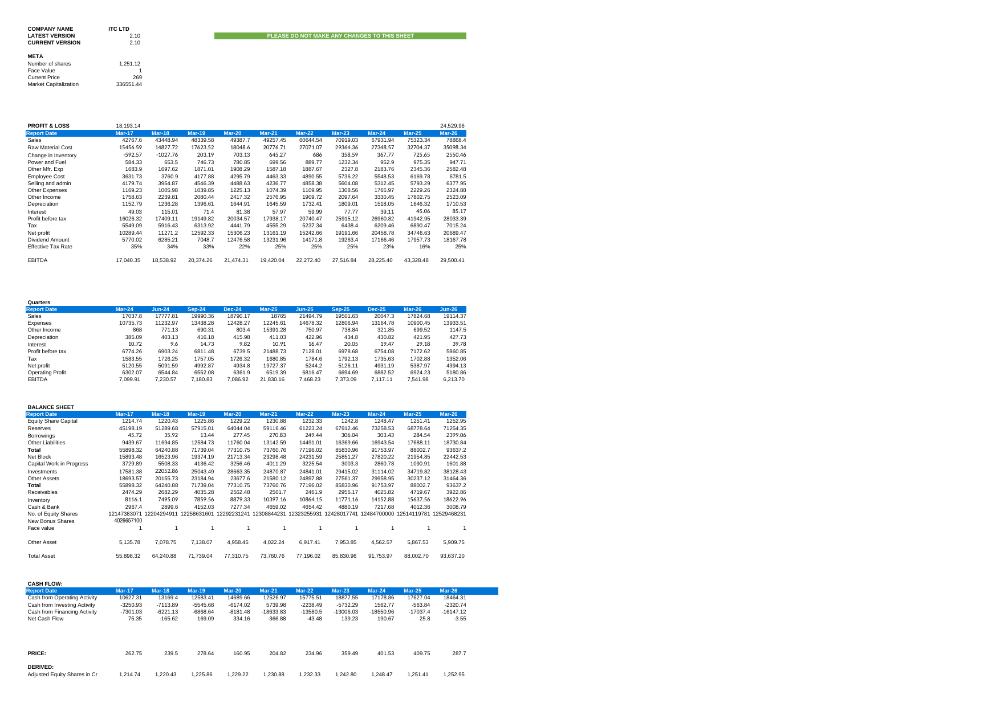 COMPANY NAME ITC LTD
LATEST VERSION 2.10 PLEASE DO NOT MAKE ANY CHANGES TO THIS SHEET
CURRENT VERSION 2.10
META
Number of shares 1,251.12
Face Value 1
Current Price 269
Market Capitalization 336551.44
PROFIT & LOSS 18,193.14 24,529.96
Report Date Mar-17 Mar-18 Mar-19 Mar-20 Mar-21 Mar-22 Mar-23 Mar-24 Mar-25 Mar-26
Sales 42767.6 43448.94 48339.58 49387.7 49257.45 60644.54 70919.03 67931.94 75323.34 78868.4
Raw Material Cost 15456.59 14827.72 17623.52 18048.6 20776.71 27071.07 29364.36 27348.57 32704.37 35098.34
Change in Inventory -592.57 -1027.76 203.19 703.13 645.27 686 358.59 367.77 725.65 2550.46
Power and Fuel 584.33 653.5 746.73 780.85 699.56 889.77 1232.34 952.9 975.35 947.71
Other Mfr. Exp 1683.9 1697.62 1871.01 1908.29 1587.18 1887.67 2327.8 2183.76 2345.36 2582.48
Employee Cost 3631.73 3760.9 4177.88 4295.79 4463.33 4890.55 5736.22 5548.53 6169.78 6781.5
Selling and admin 4179.74 3954.87 4546.39 4488.63 4236.77 4858.38 5604.08 5312.45 5793.29 6377.95
Other Expenses 1169.23 1005.98 1039.85 1225.13 1074.39 1109.95 1308.56 1765.97 2229.26 2324.88
Other Income 1758.63 2239.81 2080.44 2417.32 2576.95 1909.72 2097.64 3330.45 17802.75 2523.09
Depreciation 1152.79 1236.28 1396.61 1644.91 1645.59 1732.41 1809.01 1518.05 1646.32 1710.53
Interest 49.03 115.01 71.4 81.38 57.97 59.99 77.77 39.11 45.06 85.17
Profit before tax 16026.32 17409.11 19149.82 20034.57 17938.17 20740.47 25915.12 26960.82 41942.95 28033.39
Tax 5549.09 5916.43 6313.92 4441.79 4555.29 5237.34 6438.4 6209.46 6890.47 7015.24
Net profit 10289.44 11271.2 12592.33 15306.23 13161.19 15242.66 19191.66 20458.78 34746.63 20689.47
Dividend Amount 5770.02 6285.21 7048.7 12476.58 13231.96 14171.8 19263.4 17166.46 17957.73 18167.78
Effective Tax Rate 35% 34% 33% 22% 25% 25% 25% 23% 16% 25%
EBITDA 17,040.35 18,538.92 20,374.26 21,474.31 19,420.04 22,272.40 27,516.84 28,225.40 43,328.48 29,500.41
Quarters
Report Date Mar-24 Jun-24 Sep-24 Dec-24 Mar-25 Jun-25 Sep-25 Dec-25 Mar-26 Jun-26
Sales 17037.8 17777.81 19990.36 18790.17 18765 21494.79 19501.63 20047.3 17824.68 19114.37
Expenses 10735.73 11232.97 13438.28 12428.27 12245.61 14678.32 12806.94 13164.78 10900.45 13933.51
Other Income 868 771.13 690.31 803.4 15391.28 750.97 738.84 321.85 699.52 1147.5
Depreciation 385.09 403.13 416.18 415.98 411.03 422.96 434.8 430.82 421.95 427.73
Interest 10.72 9.6 14.73 9.82 10.91 16.47 20.05 19.47 29.18 39.78
Profit before tax 6774.26 6903.24 6811.48 6739.5 21488.73 7128.01 6978.68 6754.08 7172.62 5860.85
Tax 1583.55 1726.25 1757.05 1726.32 1680.85 1784.6 1792.13 1735.63 1702.88 1352.06
Net profit 5120.55 5091.59 4992.87 4934.8 19727.37 5244.2 5126.11 4931.19 5387.97 4394.13
Operating Profit 6302.07 6544.84 6552.08 6361.9 6519.39 6816.47 6694.69 6882.52 6924.23 5180.86
EBITDA 7,099.91 7,230.57 7,180.83 7,086.92 21,830.16 7,468.23 7,373.09 7,117.11 7,541.98 6,213.70
BALANCE SHEET
Report Date Mar-17 Mar-18 Mar-19 Mar-20 Mar-21 Mar-22 Mar-23 Mar-24 Mar-25 Mar-26
Equity Share Capital 1214.74 1220.43 1225.86 1229.22 1230.88 1232.33 1242.8 1248.47 1251.41 1252.95
Reserves 45198.19 51289.68 57915.01 64044.04 59116.46 61223.24 67912.46 73258.53 68778.64 71254.35
Borrowings 45.72 35.92 13.44 277.45 270.83 249.44 306.04 303.43 284.54 2399.06
Other Liabilities 9439.67 11694.85 12584.73 11760.04 13142.59 14491.01 16369.66 16943.54 17688.11 18730.84
Total 55898.32 64240.88 71739.04 77310.75 73760.76 77196.02 85830.96 91753.97 88002.7 93637.2
Net Block 15893.48 16523.96 19374.19 21713.34 23298.48 24231.59 25851.27 27820.22 21954.85 22442.53
Capital Work in Progress 3729.89 5508.33 4136.42 3256.46 4011.29 3225.54 3003.3 2860.78 1090.91 1601.88
Investments 17581.38 22052.86 25043.49 28663.35 24870.87 24841.01 29415.02 31114.02 34719.82 38128.43
Other Assets 18693.57 20155.73 23184.94 23677.6 21580.12 24897.88 27561.37 29958.95 30237.12 31464.36
Total 55898.32 64240.88 71739.04 77310.75 73760.76 77196.02 85830.96 91753.97 88002.7 93637.2
Receivables 2474.29 2682.29 4035.28 2562.48 2501.7 2461.9 2956.17 4025.82 4719.67 3922.86
Inventory 8116.1 7495.09 7859.56 8879.33 10397.16 10864.15 11771.16 14152.88 15637.56 18622.96
Cash & Bank 2967.4 2899.6 4152.03 7277.34 4659.02 4654.42 4880.19 7217.68 4012.36 3008.79
No. of Equity Shares 12147383071 12204294911 12258631601 12292231241 12308844231 12323255931 12428017741 12484700000 12514119781 12529468231
New Bonus Shares 4026657100
Face value 1 1 1 1 1 1 1 1 1 1
Other Asset 5,135.78 7,078.75 7,138.07 4,958.45 4,022.24 6,917.41 7,953.85 4,562.57 5,867.53 5,909.75
Total Asset 55,898.32 64,240.88 71,739.04 77,310.75 73,760.76 77,196.02 85,830.96 91,753.97 88,002.70 93,637.20
CASH FLOW:
Report Date Mar-17 Mar-18 Mar-19 Mar-20 Mar-21 Mar-22 Mar-23 Mar-24 Mar-25 Mar-26
Cash from Operating Activity 10627.31 13169.4 12583.41 14689.66 12526.97 15775.51 18877.55 17178.86 17627.04 18464.31
Cash from Investing Activity -3250.93 -7113.89 -5545.68 -6174.02 5739.98 -2238.49 -5732.29 1562.77 -563.84 -2320.74
Cash from Financing Activity -7301.03 -6221.13 -6868.64 -8181.48 -18633.83 -13580.5 -13006.03 -18550.96 -17037.4 -16147.12
Net Cash Flow 75.35 -165.62 169.09 334.16 -366.88 -43.48 139.23 190.67 25.8 -3.55
PRICE: 262.75 239.5 278.64 160.95 204.82 234.96 359.49 401.53 409.75 287.7
DERIVED:
Adjusted Equity Shares in Cr 1,214.74 1,220.43 1,225.86 1,229.22 1,230.88 1,232.33 1,242.80 1,248.47 1,251.41 1,252.95